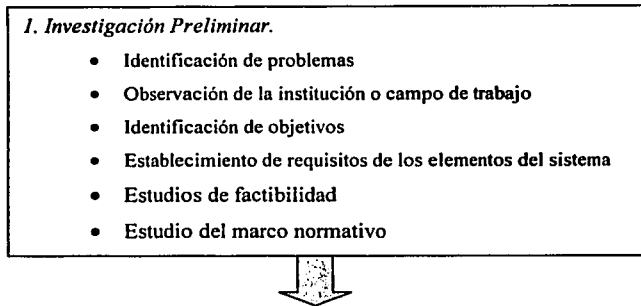 1. Investigación Preliminar.
• Identificación de problemas
• Observación de la institución o campo de trabajo
• Identificación de objetivos
• Establecimiento de requisitos de los elementos del sistema
• Estudios de factibilidad
• Estudio del marco normativo